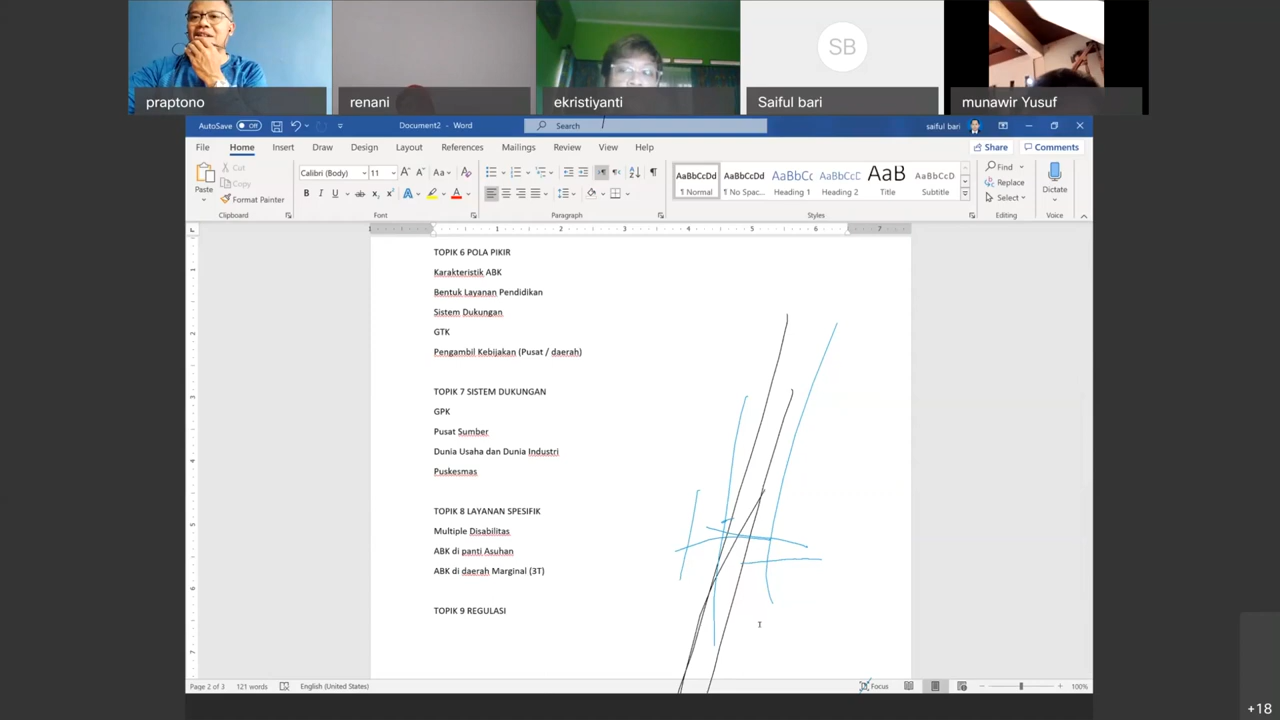 SB
praptono
renani
ekristiyanti
Saiful bari
munawir Yusuf
AutoSave Off
Document2 - Word
Search
saiful bari
File Home Insert Draw Design Layout References Mailings Review View Help
Share Comments
Paste
Cut
Copy
Format Painter
Calibri (Body) 11
AaBbCcDd AaBbCcDd AaBbCc AaBbCcD AaB AaBbCcD
¶ Normal ¶ No Spac... Heading 1 Heading 2 Title Subtitle
Find
Replace
Select
Dictate
Clipboard Font Paragraph Styles Editing Voice
1 1 2 3 4 5 6 7
TOPIK 6 POLA PIKIR
Karakteristik ABK
Bentuk Layanan Pendidikan
Sistem Dukungan
GTK
Pengambil Kebijakan (Pusat / daerah)
TOPIK 7 SISTEM DUKUNGAN
GPK
Pusat Sumber
Dunia Usaha dan Dunia Industri
Puskesmas
TOPIK 8 LAYANAN SPESIFIK
Multiple Disabilitas
ABK di panti Asuhan
ABK di daerah Marginal (3T)
TOPIK 9 REGULASI
Page 2 of 3 121 words English (United States) Focus 100%
+18